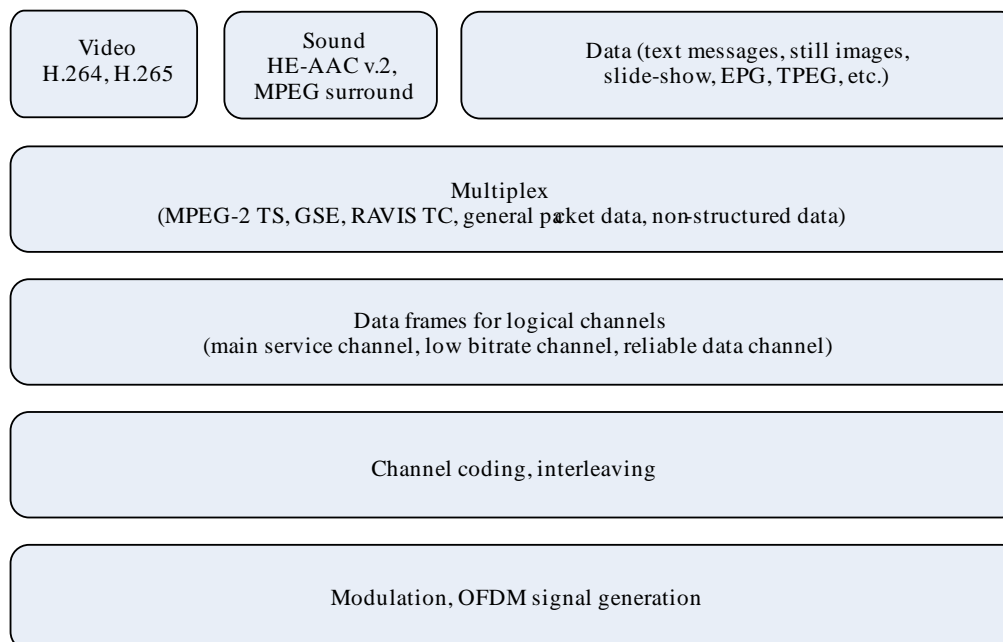 Video
H.264, H.265
Sound
HE-AAC v.2,
MPEG surround
Data (text messages, still images,
slide-show, EPG, TPEG, etc.)
Multiplex
(MPEG-2 TS, GSE, RAVIS TC, general packet data, non-structured data)
Data frames for logical channels
(main service channel, low bitrate channel, reliable data channel)
Channel coding, interleaving
Modulation, OFDM signal generation